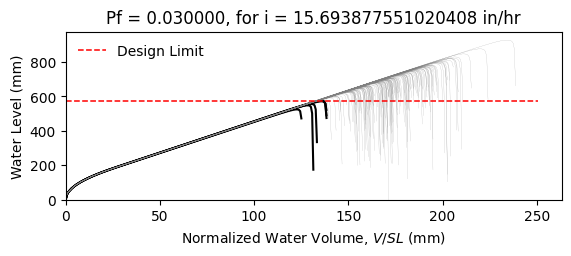 Pf = 0.030000, for i = 15.693877551020408 in/hr
Design Limit
Water Level (mm)
800
600
400
200
0
0 50 100 150 200 250
Normalized Water Volume, V/SL (mm)